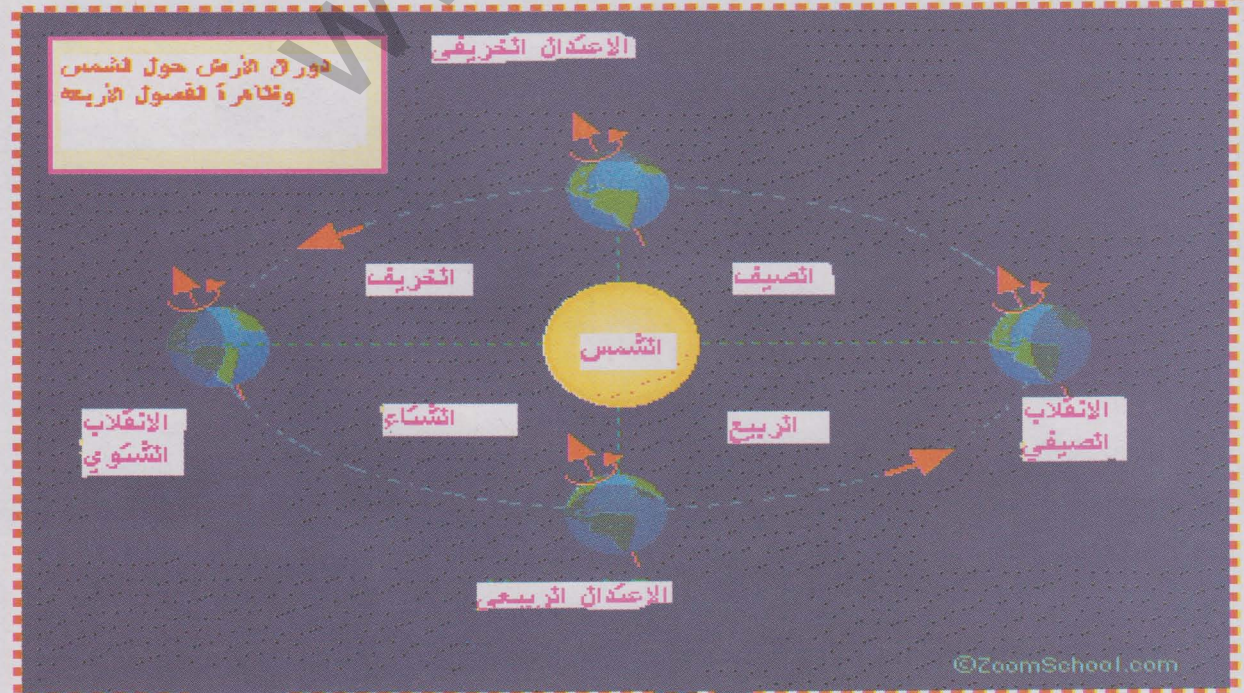 دوران الأرض حول الشمس
وظاهرة الفصول الأربعة
الاعتدال الخريفي
الخريف
الصيف
الشمس
الشتاء
الربيع
الانقلاب
الشتوي
الانقلاب
الصيفي
الاعتدال الربيعي
©ZoomSchool.com